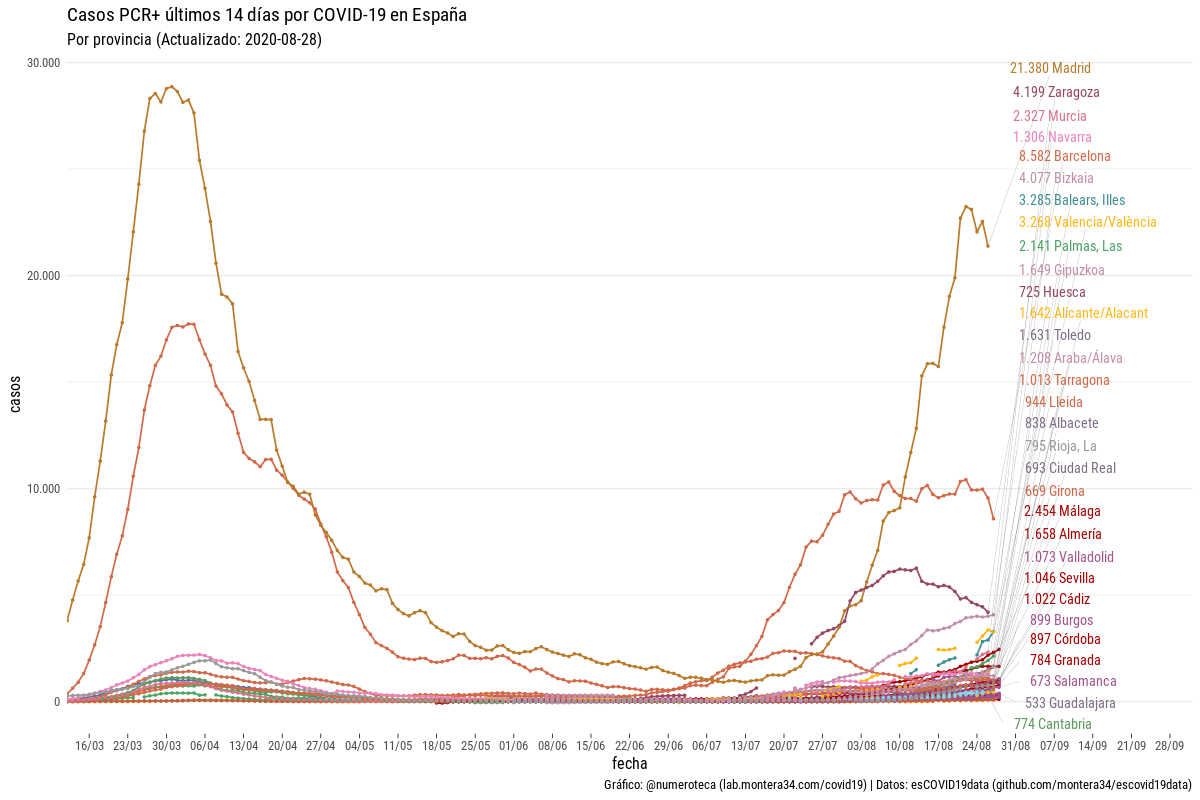 Casos PCR+ últimos 14 días por COVID-19 en España
Por provincia (Actualizado: 2020-08-28)
30.000
20.000
10.000
0
casos
21.380 Madrid
4.199 Zaragoza
2.327 Murcia
1.306 Navarra
8.582 Barcelona
4.077 Bizkaia
3.285 Balears, Illes
3.268 Valencia/València
2.141 Palmas, Las
1.649 Gipuzkoa
725 Huesca
1.642 Alicante/Alacant
1.631 Toledo
1.208 Araba/Álava
1.013 Tarragona
944 Lleida
838 Albacete
795 Rioja, La
693 Ciudad Real
669 Girona
2.454 Málaga
1.658 Almería
1.073 Valladolid
1.046 Sevilla
1.022 Cádiz
899 Burgos
897 Córdoba
784 Granada
673 Salamanca
533 Guadalajara
774 Cantabria
16/03 23/03 30/03 06/04 13/04 20/04 27/04 04/05 11/05 18/05 25/05 01/06 08/06 15/06 22/06 29/06 06/07 13/07 20/07 27/07 03/08 10/08 17/08 24/08 31/08 07/09 14/09 21/09 28/09
fecha
Gráfico: @numeroteca (lab.montera34.com/covid19) | Datos: esCOVID19data (github.com/montera34/escovid19data)